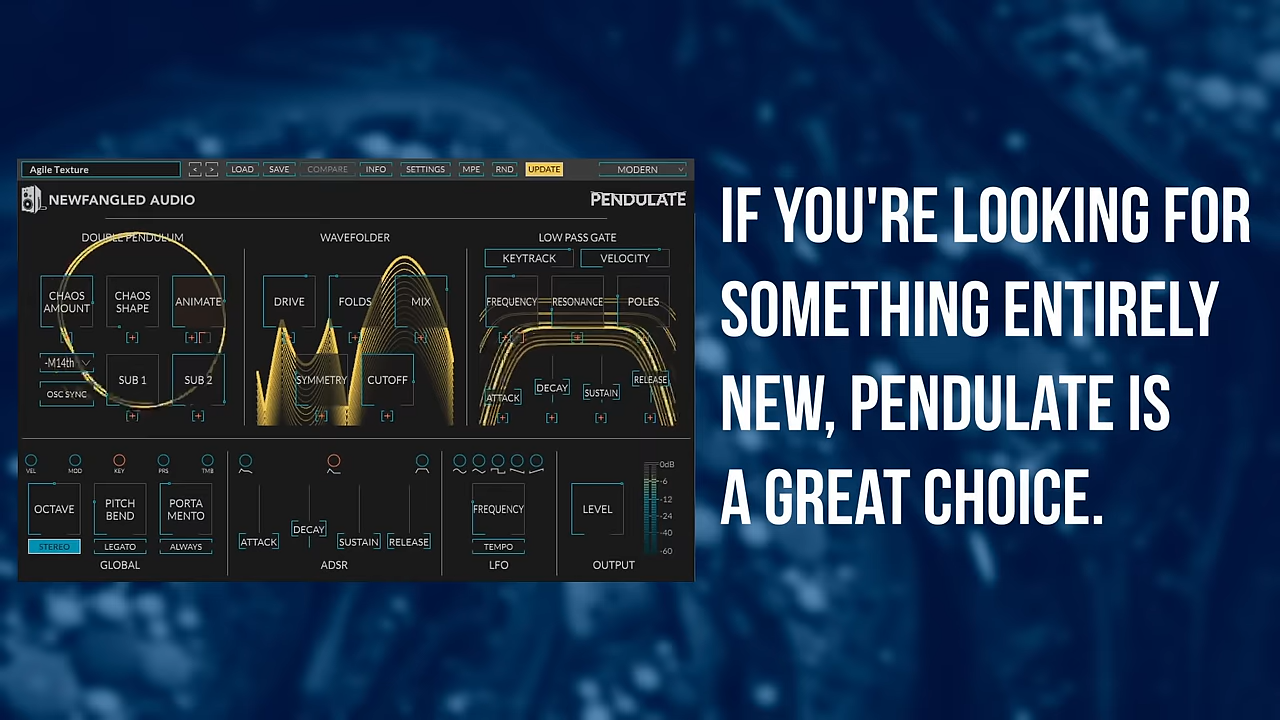 Agile Texture
< > LOAD SAVE COMPARE INFO SETTINGS MPE RND UPDATE MODERN
NEWFANGLED AUDIO
PENDULATE
DOUBLE PENDULUM
CHAOS AMOUNT
CHAOS SHAPE
ANIMATE
-M14th
OSC SYNC
SUB 1
SUB 2
WAVEFOLDER
DRIVE
FOLDS
MIX
SYMMETRY
CUTOFF
LOW PASS GATE
KEYTRACK
VELOCITY
FREQUENCY
RESONANCE
POLES
ATTACK
DECAY
SUSTAIN
RELEASE
VEL MOD KEY PRS TMB
OCTAVE
PITCH BEND
PORTA MENTO
STEREO
LEGATO
ALWAYS
GLOBAL
ATTACK
DECAY
SUSTAIN
RELEASE
ADSR
FREQUENCY
TEMPO
LFO
LEVEL
0dB
-6
-12
-24
-40
-60
OUTPUT
IF YOU'RE LOOKING FOR
SOMETHING ENTIRELY
NEW, PENDULATE IS
A GREAT CHOICE.